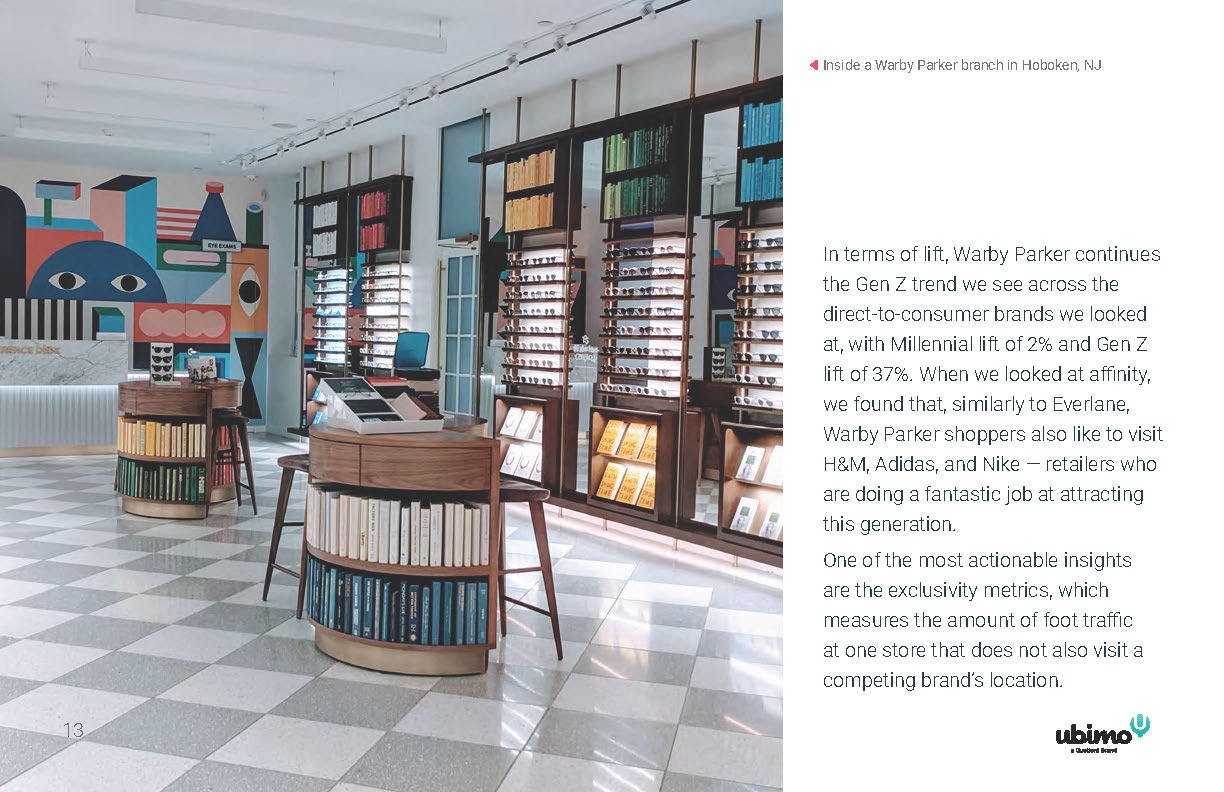 Inside a Warby Parker branch in Hoboken, NJ
EYE EXAMS
In terms of lift, Warby Parker continues
the Gen Z trend we see across the
direct-to-consumer brands we looked
at, with Millennial lift of 2% and Gen Z
lift of 37%. When we looked at affinity,
we found that, similarly to Everlane,
Warby Parker shoppers also like to visit
H&M, Adidas, and Nike — retailers who
are doing a fantastic job at attracting
this generation.
One of the most actionable insights
are the exclusivity metrics, which
measures the amount of foot traffic
at one store that does not also visit a
competing brand's location.
13
ubimo
a Quotient Brand